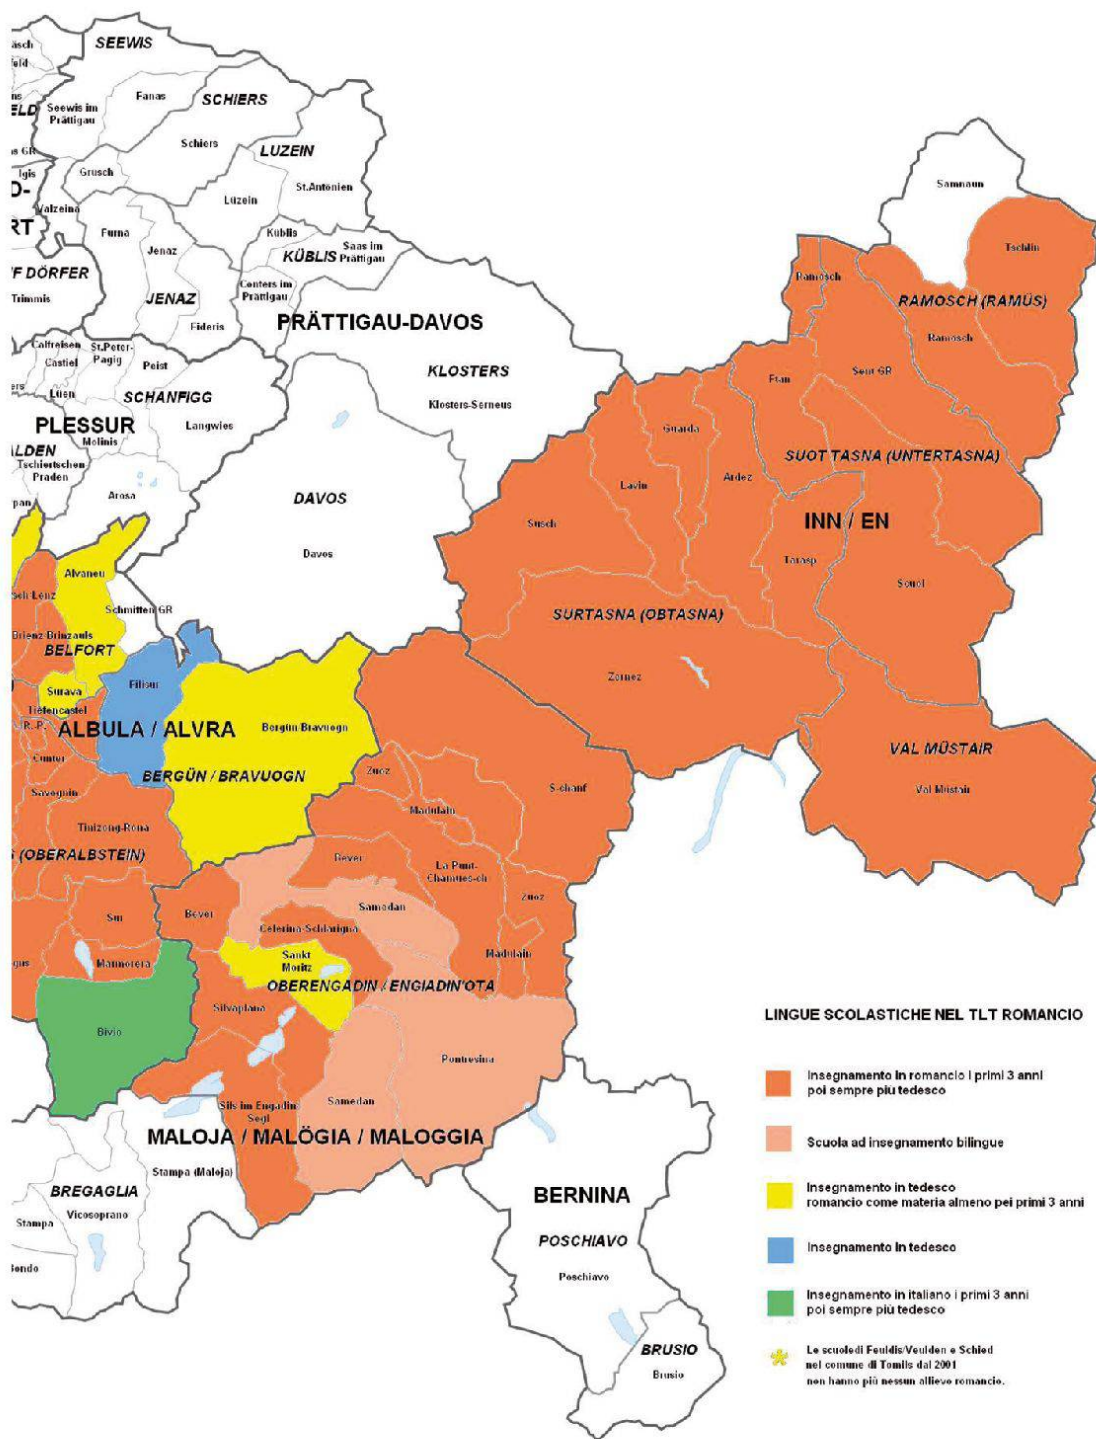 SEEWIS
Fanas
Seewis im
Prättigau
SCHIERS
Schiers
LUZEIN
Grusch
Igis
St.Antönien
Lüzein
Valzeina
Furna
Jenaz
Küblis
KÜBLIS
Saas im
Prättigau
Conters im
Prättigau
JENAZ
Fideris
DÖRFER
Trimmis
PRÄTTIGAU-DAVOS
KLOSTERS
Klosters-Serneus
Calfreisen
Castiel
St.Peter-
Pagig
Peist
Lüen
SCHANFIGG
Langwies
PLESSUR
Molinis
Tschiertschen
Praden
Arosa
DAVOS
Davos
Samnaun
Tschlin
Ramosch
RAMOSCH (RAMÜS)
Ramosch
Sent GR
Ftan
Guarda
SUOT TASNA (UNTERTASNA)
Ardez
Lavin
Susch
INN / EN
Tarasp
Scuol
SURTASNA (OBTASNA)
Zernez
VAL MÜSTAIR
Val Müstair
Alvaneu
Schmitten GR
Brienz-Brinzauls
BELFORT
Surava
Filisur
Tiefencastel
R.-P.
ALBULA / ALVRA
Bergün/Bravuogn
Cunter
BERGÜN / BRAVUOGN
Savognin
Tinizong-Rona
(OBERALBSTEIN)
Zuoz
S-chanf
Madulain
Bever
La Punt-
Chamues-ch
Zuoz
Samedan
Bever
Celerina-Schlarigna
Sur
Marmorera
Madulain
Sankt
Moritz
OBERENGADIN / ENGIADIN'OTA
Silvaplana
Bivio
Pontresina
Sils im Engadin/
Segl
Samedan
MALOJA / MALÖGIA / MALOGGIA
Stampa (Maloja)
BREGAGLIA
Vicosoprano
Stampa
BERNINA
POSCHIAVO
Poschiavo
BRUSIO
Brusio
LINGUE SCOLASTICHE NEL TLT ROMANCIO
Insegnamento in romancio i primi 3 anni
poi sempre più tedesco
Scuola ad insegnamento bilingue
Insegnamento in tedesco
romancio come materia almeno pei primi 3 anni
Insegnamento in tedesco
Insegnamento in italiano i primi 3 anni
poi sempre più tedesco
Le scuoledi Feuldis/Veulden e Schied
nel comune di Tomils dal 2001
non hanno più nessun allievo romancio.